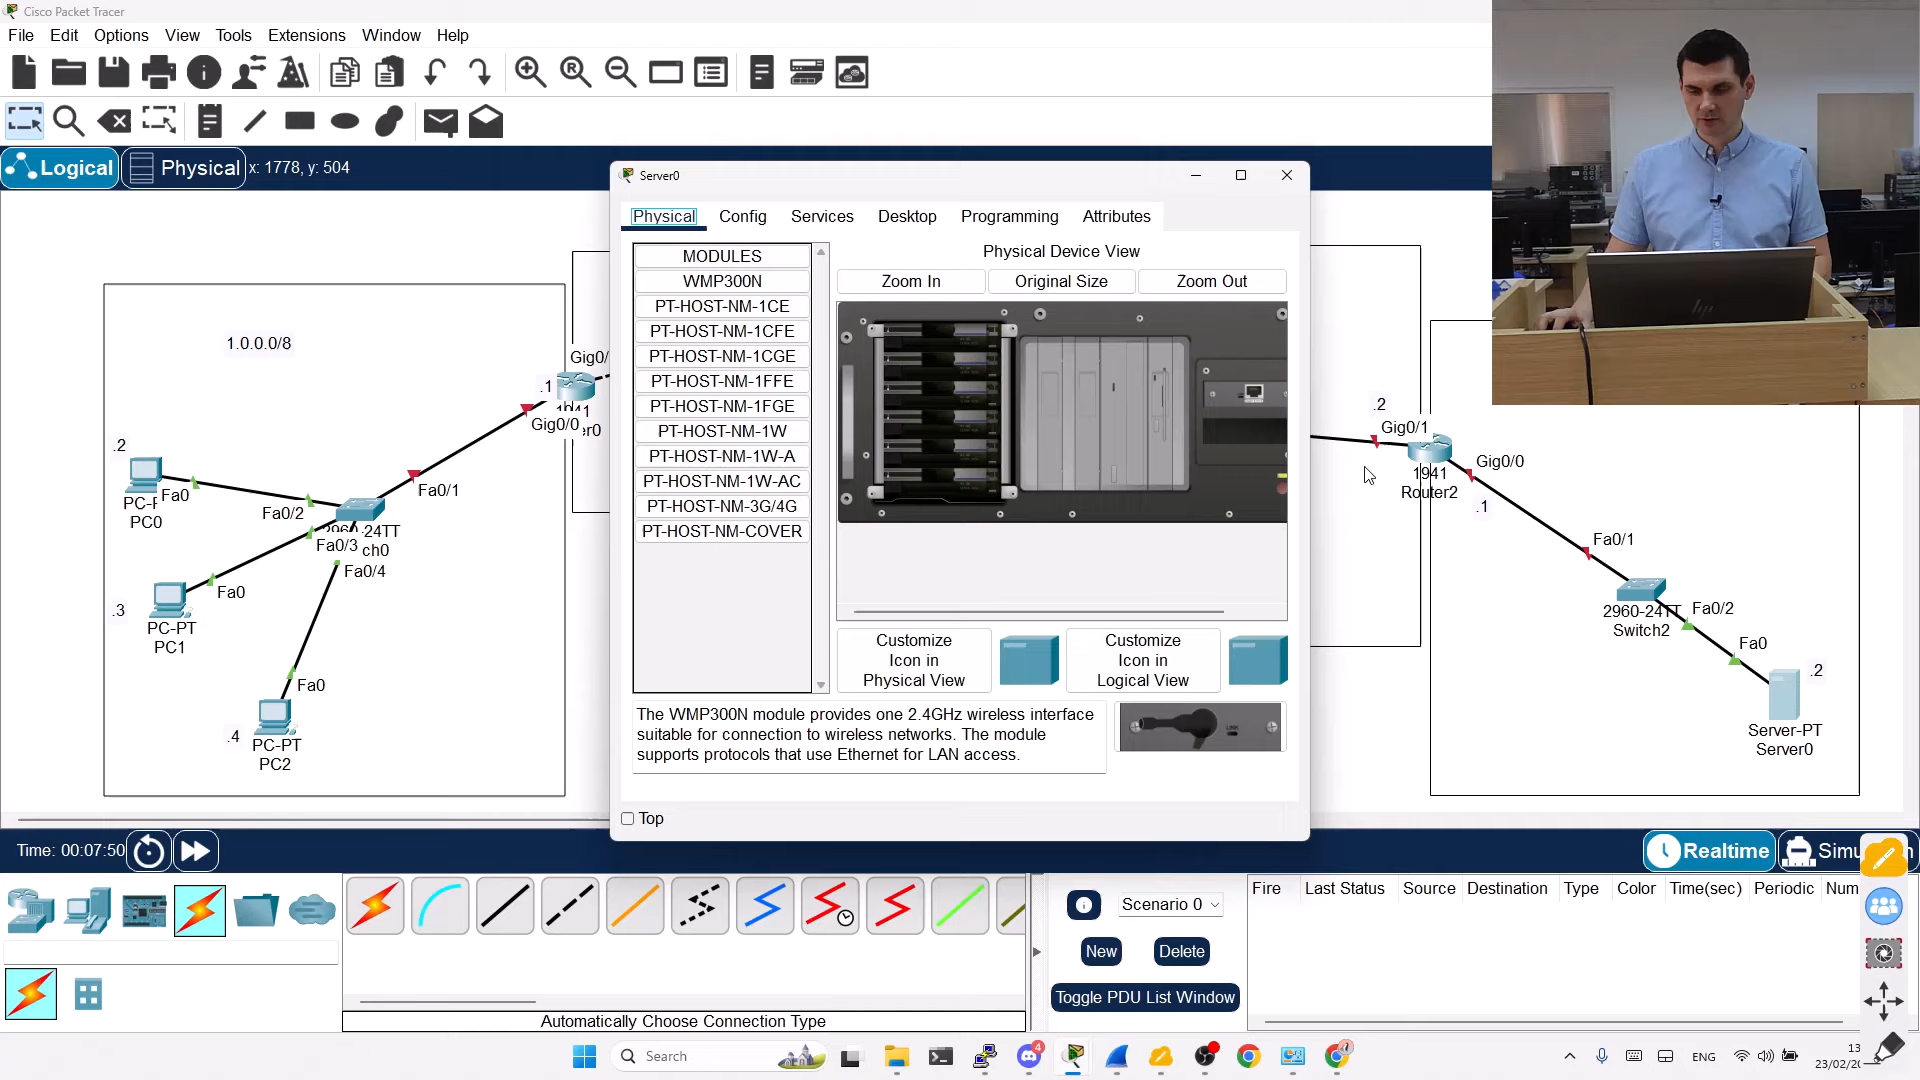 Cisco Packet Tracer
File Edit Options View Tools Extensions Window Help
Logical Physical x: 1778, y: 504
Server0
Physical Config Services Desktop Programming Attributes
MODULES
WMP300N
PT-HOST-NM-1CE
PT-HOST-NM-1CFE
PT-HOST-NM-1CGE
PT-HOST-NM-1FFE
PT-HOST-NM-1FGE
PT-HOST-NM-1W
PT-HOST-NM-1W-A
PT-HOST-NM-1W-AC
PT-HOST-NM-3G/4G
PT-HOST-NM-COVER
Physical Device View
Zoom In Original Size Zoom Out
Customize
Icon in
Physical View
Customize
Icon in
Logical View
The WMP300N module provides one 2.4GHz wireless interface
suitable for connection to wireless networks. The module
supports protocols that use Ethernet for LAN access.
Top
1.0.0.0/8
Gig0/
.1
1941
Gig0/0
er0
.2
Fa0
PC0
Fa0/1
Fa0/2
24TT
Fa0/3
ch0
Fa0/4
Fa0
.3
PC-PT
PC1
Fa0
.4
PC-PT
PC2
.2
Gig0/1
Gig0/0
1941
Router2
.1
Fa0/1
2960-24TT
Switch2
Fa0/2
Fa0
.2
Server-PT
Server0
Time: 00:07:50
Realtime Simu
Scenario 0
New Delete
Toggle PDU List Window
Fire Last Status Source Destination Type Color Time(sec) Periodic Num
Automatically Choose Connection Type
Search
4
ENG
13
23/02/20
hp